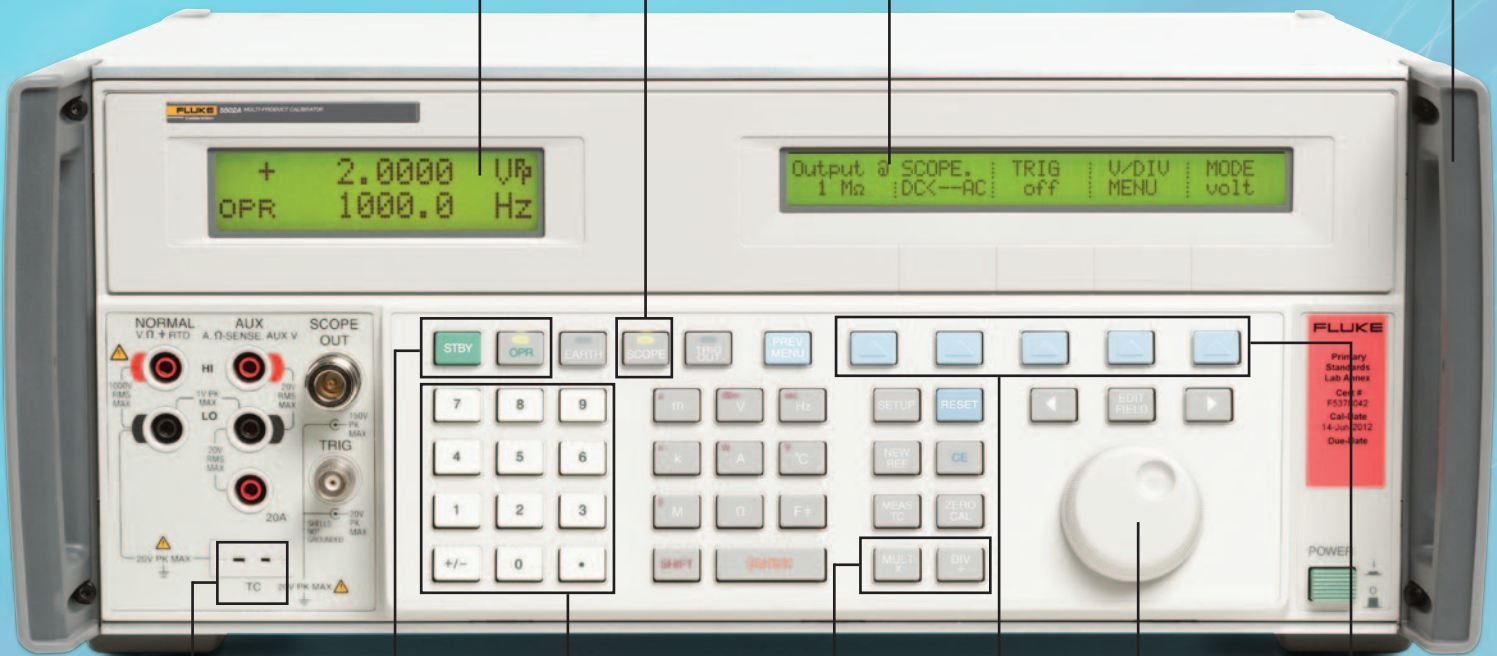 FLUKE 5502A MULTI-PRODUCT CALIBRATOR
+ 2.0000 Vpp
OPR 1000.0 Hz
Output @ SCOPE. TRIG V/DIV MODE
1 MΩ DC<--AC off MENU volt
NORMAL AUX SCOPE
V, Ω, RTD A, Ω-SENSE, AUX V OUT
HI
1000V
RMS
MAX
1V PK
MAX
20V
RMS
MAX
LO
150V
PK
MAX
20V
RMS
MAX
TRIG
20A
SHELLS
NOT
GROUNDED
20V
PK
MAX
20V PK MAX
TC
20V PK MAX
STBY OPR EARTH SCOPE TRIG OUT PREV MENU
7 8 9
4 5 6
1 2 3
+/- 0 •
m V Hz
k A °C
M Ω F
SHIFT ENTER
SETUP RESET
NEW REF CE
MEAS TC ZERO CAL
MULT x DIV ÷
EDIT FIELD
FLUKE
Primary
Standards
Lab Annex
Cert #
F5378042
Cal-Date
14-Jun-2012
Due-Date
POWER
I
O